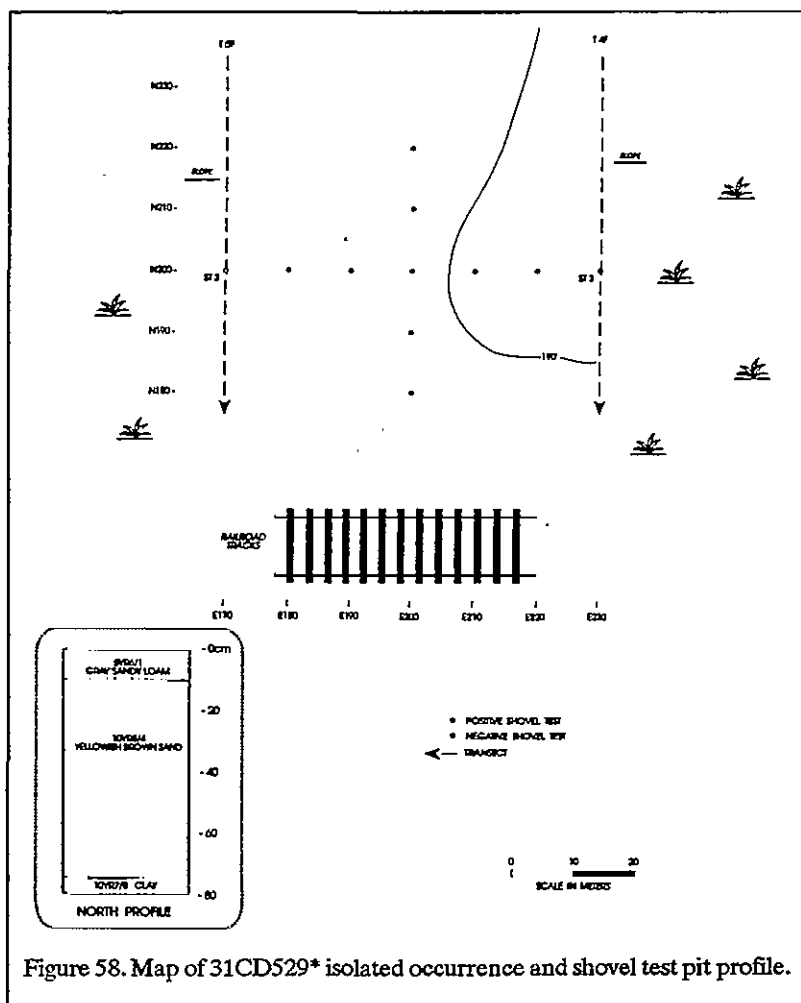 N220-
SLOPE
SLOPE
N210-
N200-
ST 3
ST 3
N190-
190'
N180-
RAILROAD
TRACKS
E170
E180
E190
E200
E210
E220
E230
0cm
GRAY SANDY LOAM
-20
YELLOWISH BROWN SAND
-40
-60
CLAY
-80
NORTH PROFILE
POSITIVE SHOVEL TEST
NEGATIVE SHOVEL TEST
TRANSECT
0 10 20
SCALE IN METERS
Figure 58. Map of 31CD529* isolated occurrence and shovel test pit profile.